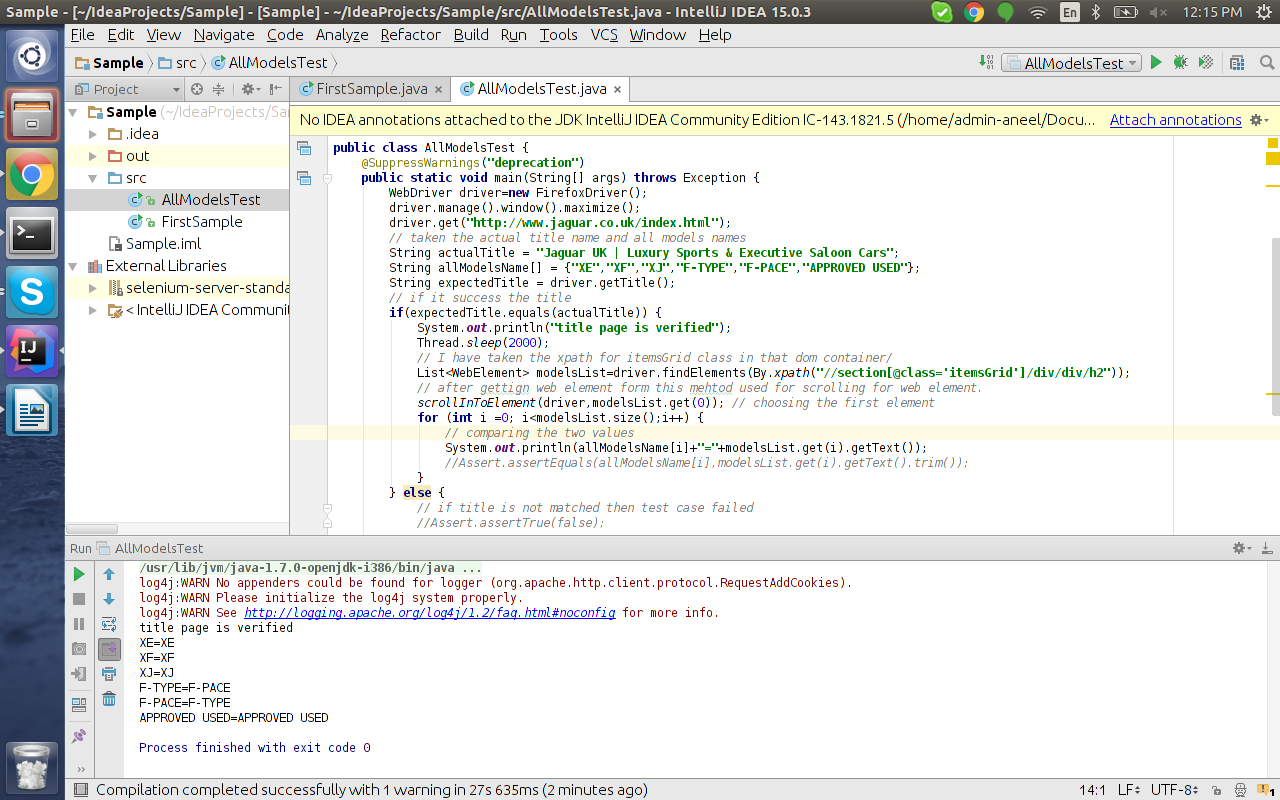 Sample - [~/IdeaProjects/Sample] - [Sample] - ~/IdeaProjects/Sample/src/AllModelsTest.java - IntelliJ IDEA 15.0.3
En
12:15 PM
File Edit View Navigate Code Analyze Refactor Build Run Tools VCS Window Help
Sample src AllModelsTest
AllModelsTest
Project
FirstSample.java × AllModelsTest.java ×
Sample (~/IdeaProjects/Sa
.idea
out
src
AllModelsTest
FirstSample
Sample.iml
External Libraries
selenium-server-standa
< IntelliJ IDEA Communit
No IDEA annotations attached to the JDK IntelliJ IDEA Community Edition IC-143.1821.5 (/home/admin-aneel/Docu... Attach annotations
public class AllModelsTest {
@SuppressWarnings("deprecation")
public static void main(String[] args) throws Exception {
WebDriver driver=new FirefoxDriver();
driver.manage().window().maximize();
driver.get("http://www.jaguar.co.uk/index.html");
// taken the actual title name and all models names
String actualTitle = "Jaguar UK | Luxury Sports & Executive Saloon Cars";
String allModelsName[] = {"XE","XF","XJ","F-TYPE","F-PACE","APPROVED USED"};
String expectedTitle = driver.getTitle();
// if it success the title
if(expectedTitle.equals(actualTitle)) {
System.out.println("title page is verified");
Thread.sleep(2000);
// I have taken the xpath for itemsGrid class in that dom container/
List<WebElement> modelsList=driver.findElements(By.xpath("//section[@class='itemsGrid']/div/div/h2"));
// after gettign web element form this mehtod used for scrolling for web element.
scrollInToElement(driver,modelsList.get(0)); // choosing the first element
for (int i =0; i<modelsList.size();i++) {
// comparing the two values
System.out.println(allModelsName[i]+"="+modelsList.get(i).getText());
//Assert.assertEquals(allModelsName[i],modelsList.get(i).getText().trim());
}
} else {
// if title is not matched then test case failed
//Assert.assertTrue(false);
Run AllModelsTest
/usr/lib/jvm/java-1.7.0-openjdk-i386/bin/java ...
log4j:WARN No appenders could be found for logger (org.apache.http.client.protocol.RequestAddCookies).
log4j:WARN Please initialize the log4j system properly.
log4j:WARN See http://logging.apache.org/log4j/1.2/faq.html#noconfig for more info.
title page is verified
XE=XE
XF=XF
XJ=XJ
F-TYPE=F-PACE
F-PACE=F-TYPE
APPROVED USED=APPROVED USED
Process finished with exit code 0
Compilation completed successfully with 1 warning in 27s 635ms (2 minutes ago)
14:1 LF UTF-8 1